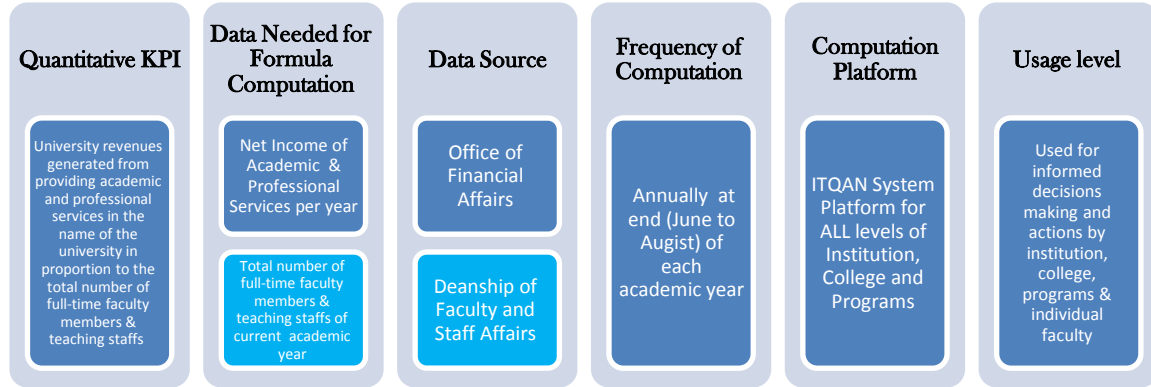 Quantitative KPI
University revenues
generated from
providing academic
and professional
services in the
name of the
university in
proportion to the
total number of
full-time faculty
members &
teaching staffs
Data Needed for
Formula
Computation
Net Income of
Academic &
Professional
Services per year
Total number of
full-time faculty
members &
teaching staffs of
current academic
year
Data Source
Office of
Financial
Affairs
Deanship of
Faculty and
Staff Affairs
Frequency of
Computation
Annually at
end (June to
Augist) of
each
academic year
Computation
Platform
ITQAN System
Platform for
ALL levels of
Institution,
College and
Programs
Usage level
Used for
informed
decisions
making and
actions by
institution,
college,
programs &
individual
faculty